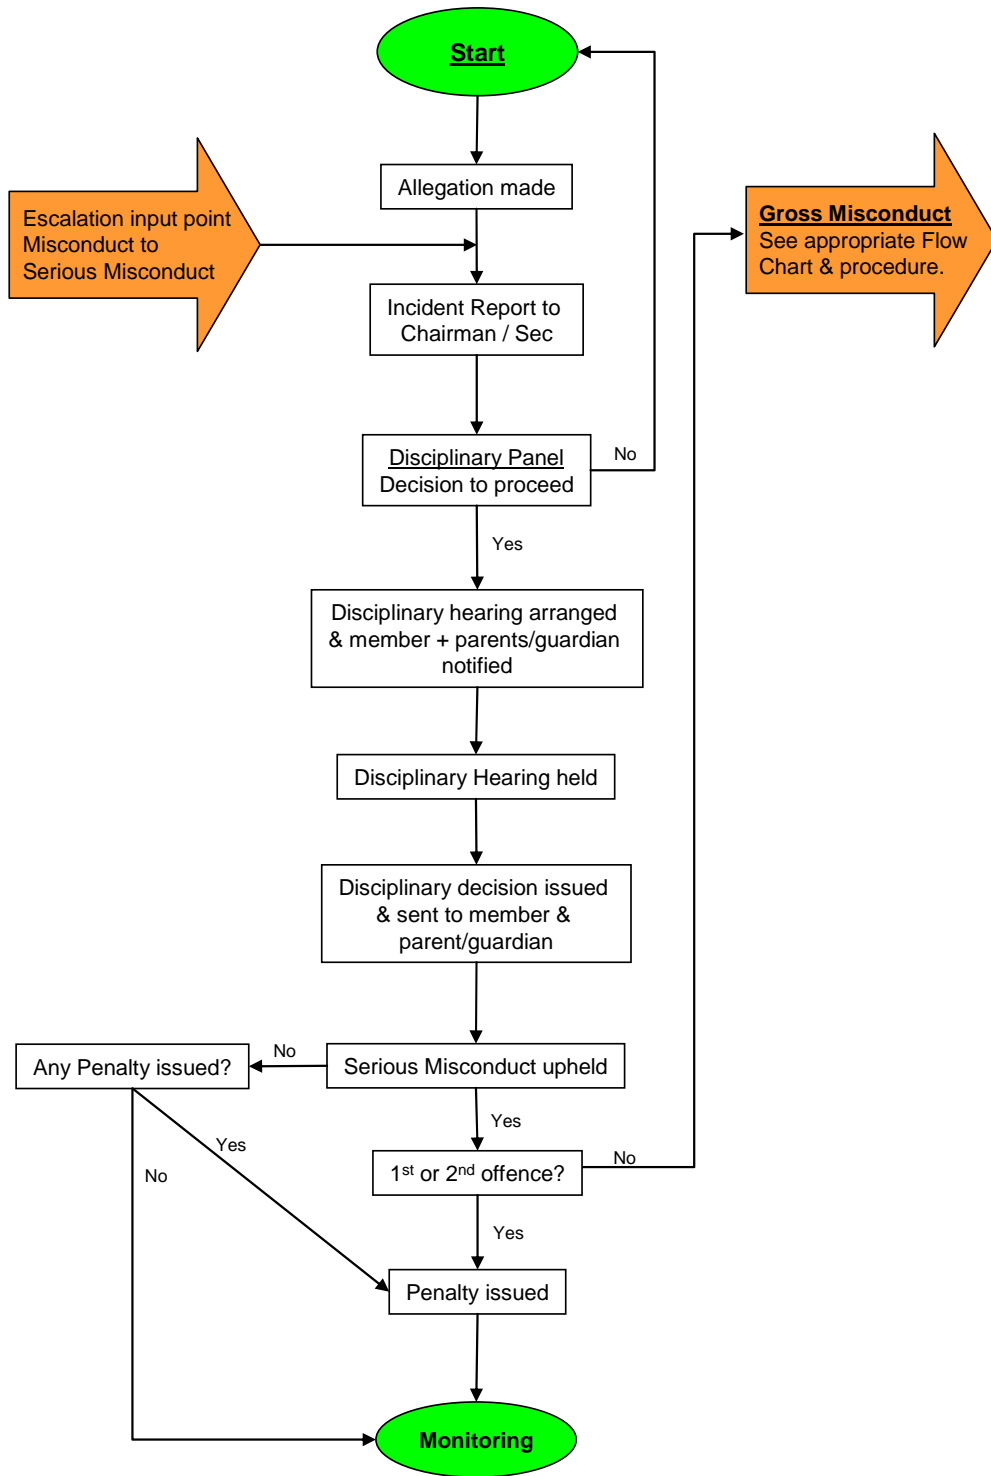 Start
Allegation made
Escalation input point
Misconduct to
Serious Misconduct
Gross Misconduct
See appropriate Flow
Chart & procedure.
Incident Report to
Chairman / Sec
Disciplinary Panel
Decision to proceed
No
Yes
Disciplinary hearing arranged
& member + parents/guardian
notified
Disciplinary Hearing held
Disciplinary decision issued
& sent to member &
parent/guardian
Any Penalty issued?
No
Serious Misconduct upheld
Yes
Yes
No
1st or 2nd offence?
No
Yes
Penalty issued
Monitoring